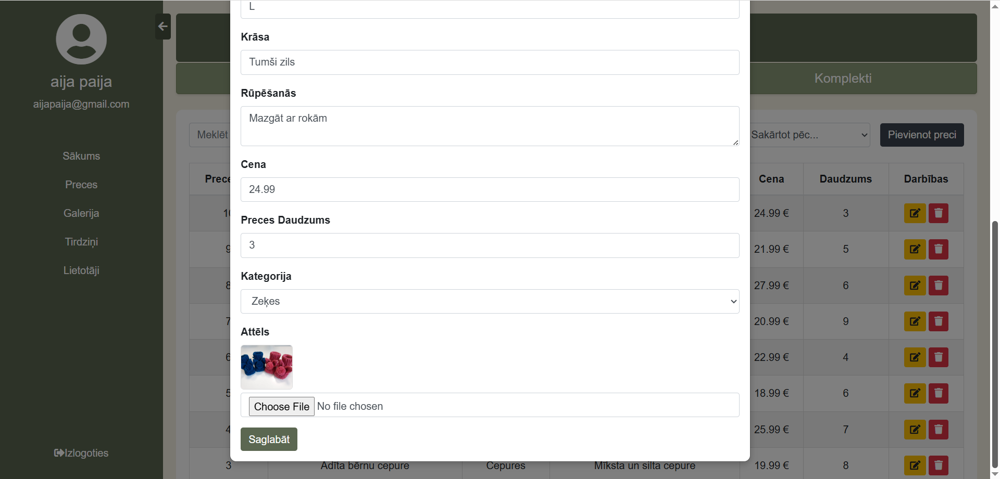 aija paija
aijapaija@gmail.com
Sākums
Preces
Galerija
Tirdziņi
Lietotāji
Izlogoties
L
Krāsa
Tumši zils
Rūpēšanās
Mazgāt ar rokām
Cena
24.99
Preces Daudzums
3
Kategorija
Zeķes
Attēls
Choose File No file chosen
Saglabāt
Komplekti
Meklēt
Sakārtot pēc...
Pievienot preci
Cena Daudzums Darbības
24.99 € 3
9 21.99 € 5
8 27.99 € 6
7 20.99 € 9
6 22.99 € 4
5 18.99 € 6
4 25.99 € 7
3 Adīta bērnu cepure Cepures Mīksta un silta cepure 19.99 € 8